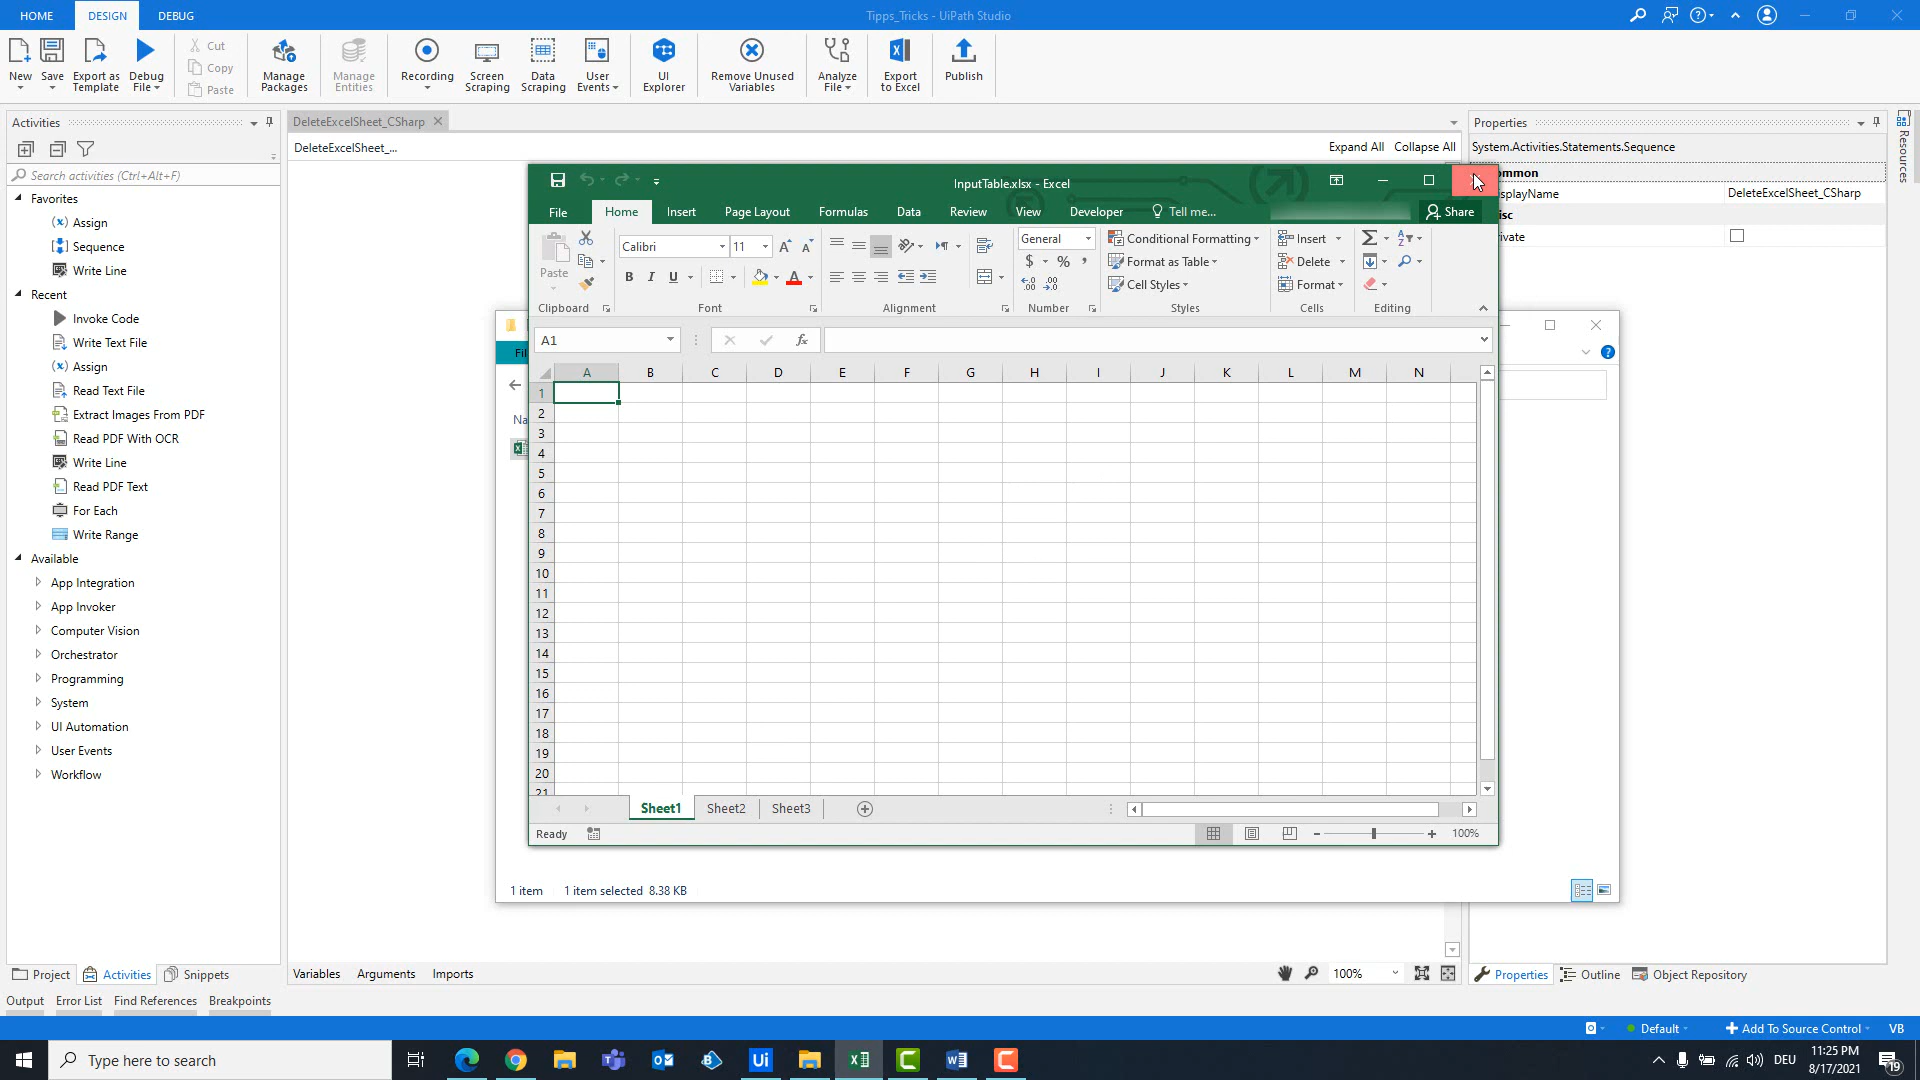 HOME DESIGN DEBUG Tipps_Tricks - UiPath Studio
New Save Export as Template Debug File Cut Copy Paste Manage Packages Manage Entities Recording Screen Scraping Data Scraping User Events UI Explorer Remove Unused Variables Analyze File Export to Excel Publish
Activities
Search activities (Ctrl+Alt+F)
Favorites
Assign
Sequence
Write Line
Recent
Invoke Code
Write Text File
Assign
Read Text File
Extract Images From PDF
Read PDF With OCR
Write Line
Read PDF Text
For Each
Write Range
Available
App Integration
App Invoker
Computer Vision
Orchestrator
Programming
System
UI Automation
User Events
Workflow
Project Activities Snippets
DeleteExcelSheet_CSharp
DeleteExcelSheet_... Expand All Collapse All
InputTable.xlsx - Excel
File Home Insert Page Layout Formulas Data Review View Developer Tell me... Share
Paste Calibri 11 General Conditional Formatting Insert
B I U $ % , Format as Table Delete
Cell Styles Format
Clipboard Font Alignment Number Styles Cells Editing
A1 fx
A B C D E F G H I J K L M N
1
2
3
4
5
6
7
8
9
10
11
12
13
14
15
16
17
18
19
20
21
Sheet1 Sheet2 Sheet3
Ready 100%
1 item 1 item selected 8.38 KB
Variables Arguments Imports 100%
Properties
System.Activities.Statements.Sequence
ommon
isplayName DeleteExcelSheet_CSharp
isc
rivate
Resources
Properties Outline Object Repository
Output Error List Find References Breakpoints
Default Add To Source Control VB
Type here to search
DEU 11:25 PM
8/17/2021
19